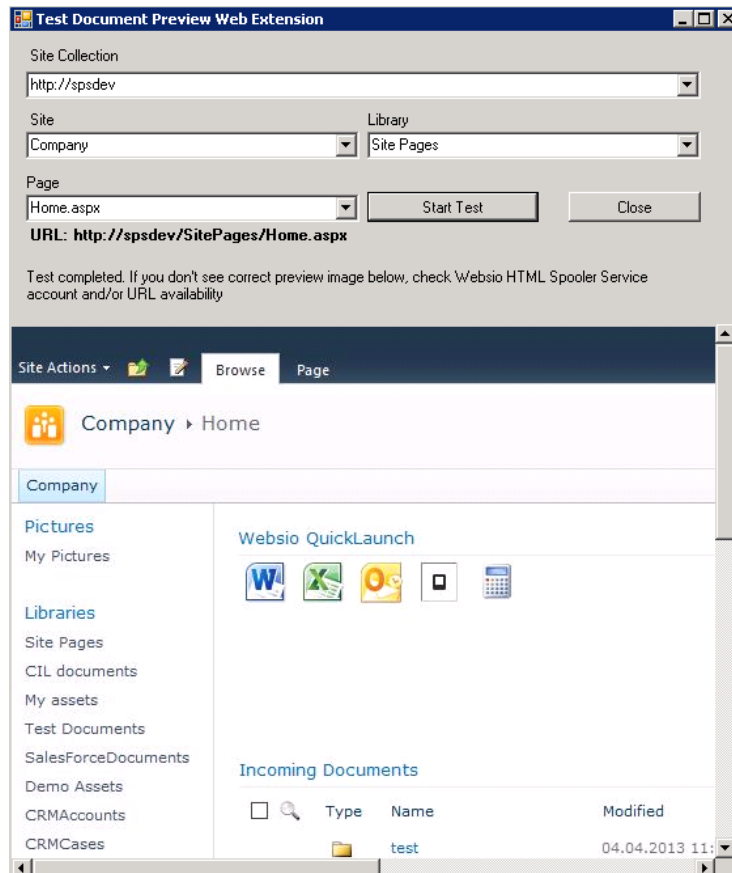 Test Document Preview Web Extension
Site Collection
http://spsdev
Site Library
Company Site Pages
Page
Home.aspx Start Test Close
URL: http://spsdev/SitePages/Home.aspx
Test completed. If you don't see correct preview image below, check Websio HTML Spooler Service
account and/or URL availability
Site Actions Browse Page
Company Home
Company
Pictures
My Pictures
Libraries
Site Pages
CIL documents
My assets
Test Documents
SalesForceDocuments
Demo Assets
CRMAccounts
CRMCases
Websio QuickLaunch
Incoming Documents
Type Name Modified
test 04.04.2013 11: